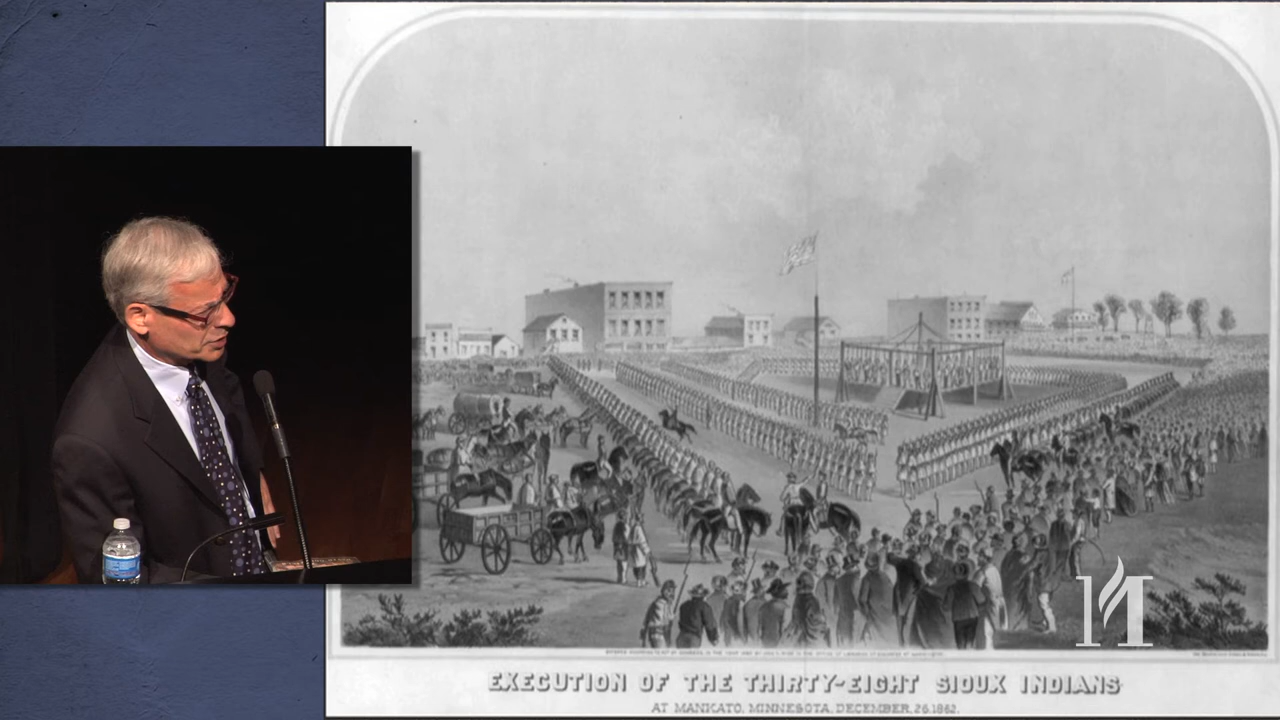 EXECUTION OF THE THIRTY-EIGHT SIOUX INDIANS
AT MANKATO, MINNESOTA, DECEMBER, 26, 1862.